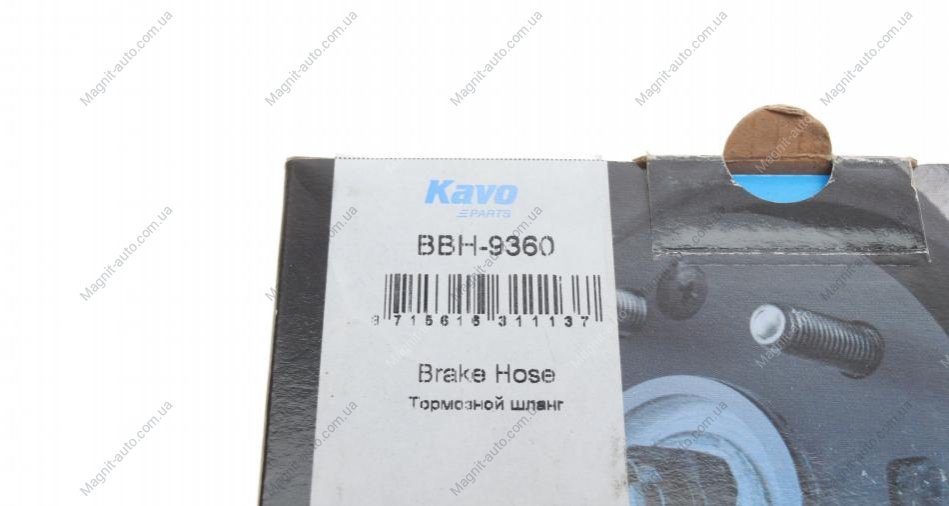 Kavo
PARTS
BBH-9360
8 715616 311137
Brake Hose
Тормозной шланг
Magnit-auto.com.ua